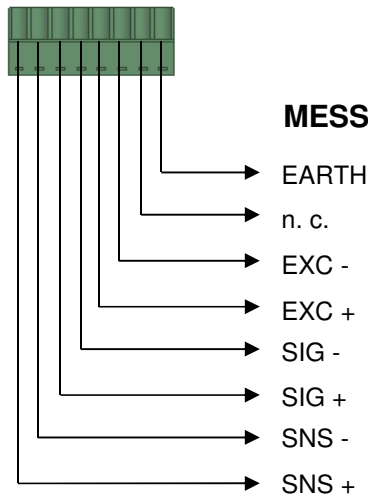 MESS
EARTH
n. c.
EXC -
EXC +
SIG -
SIG +
SNS -
SNS +